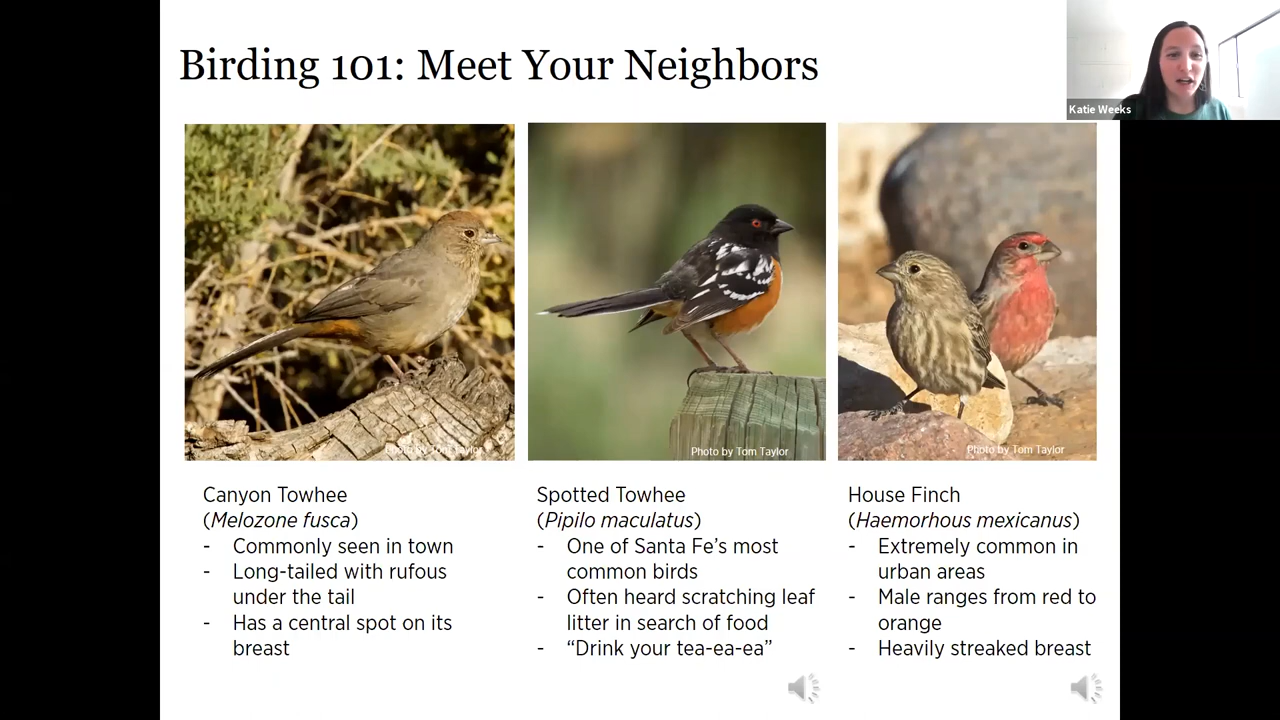 Birding 101: Meet Your Neighbors
Katie Weeks
Photo by Tom Taylor
Photo by Tom Taylor
Photo by Tom Taylor
Canyon Towhee
(Melozone fusca)
- Commonly seen in town
- Long-tailed with rufous
under the tail
- Has a central spot on its
breast
Spotted Towhee
(Pipilo maculatus)
- One of Santa Fe’s most
common birds
- Often heard scratching leaf
litter in search of food
- “Drink your tea-ea-ea”
House Finch
(Haemorhous mexicanus)
- Extremely common in
urban areas
- Male ranges from red to
orange
- Heavily streaked breast